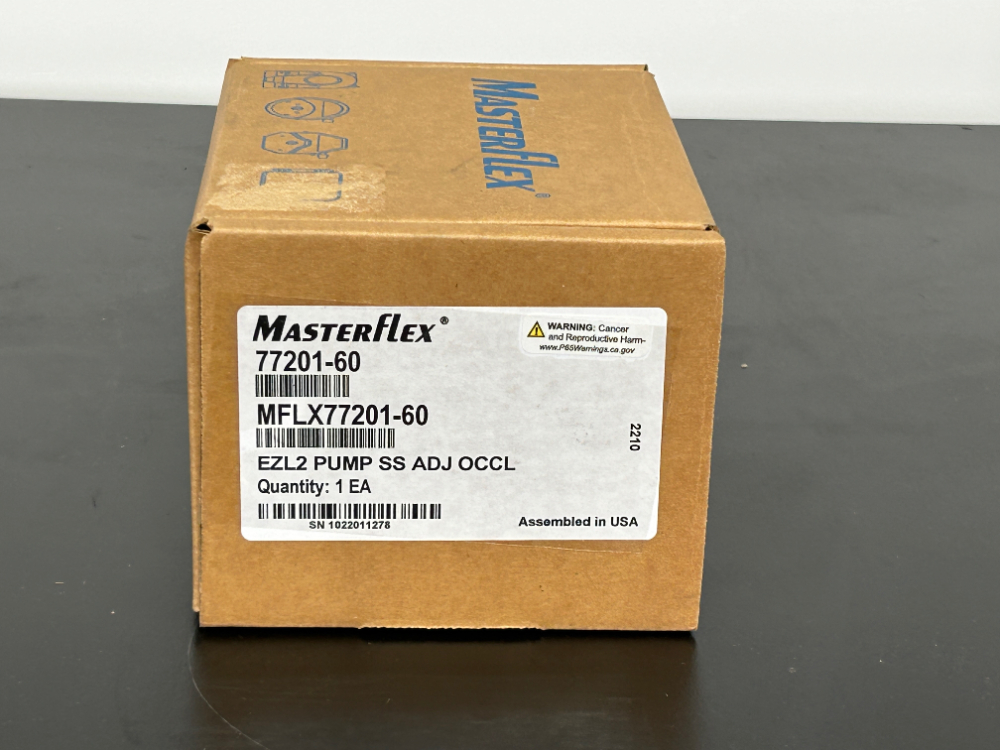 MASTERFLEX®
MASTERFLEX®
77201-60
MFLX77201-60
EZL2 PUMP SS ADJ OCCL
Quantity: 1 EA
SN 1022011278
WARNING: Cancer
and Reproductive Harm-
www.P65Warnings.ca.gov
2210
Assembled in USA